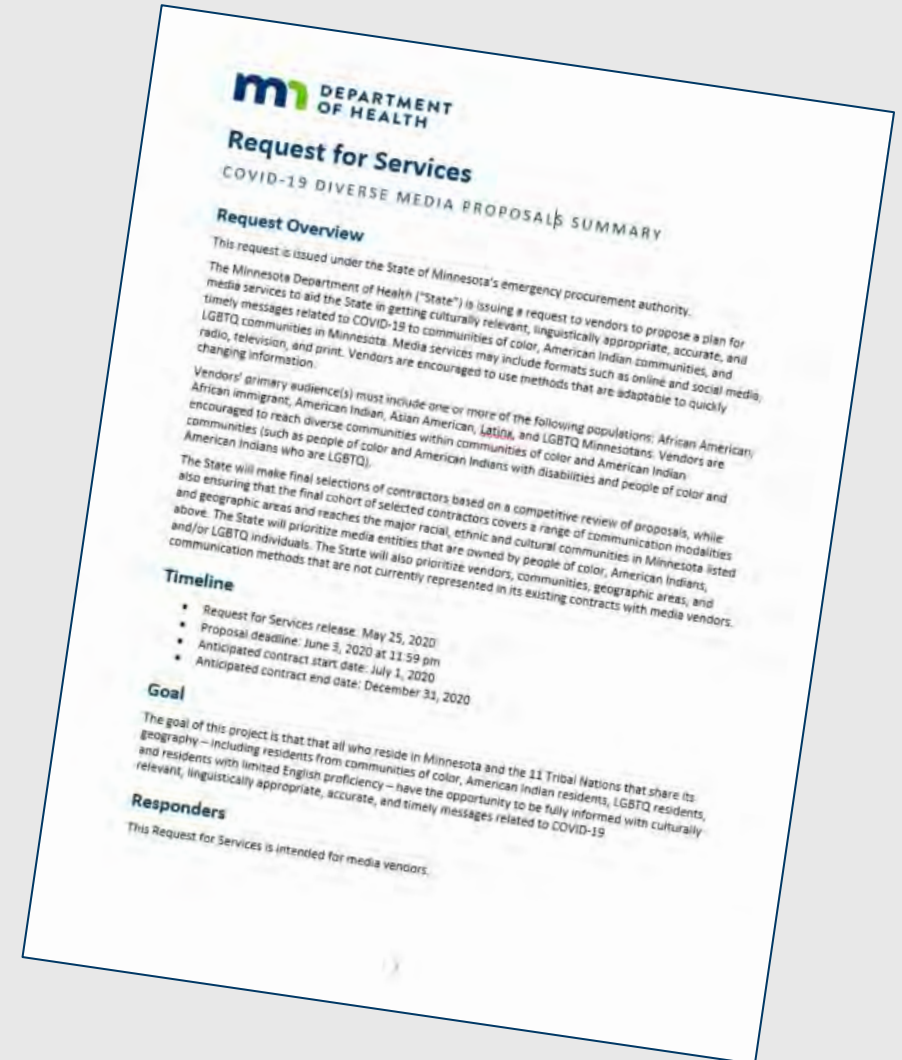 mn DEPARTMENT
OF HEALTH
Request for Services
COVID-19 DIVERSE MEDIA PROPOSALS SUMMARY
Request Overview
This request is issued under the State of Minnesota's emergency procurement authority.
The Minnesota Department of Health ("State") is issuing a request to vendors to propose a plan for
media services to aid the State in getting culturally relevant, linguistically appropriate, accurate, and
timely messages related to COVID-19 to communities of color, American Indian communities, and
LGBTQ communities in Minnesota. Media services may include formats such as online and social media,
radio, television, and print. Vendors are encouraged to use methods that are adaptable to quickly
changing information.
Vendors' primary audience(s) must include one or more of the following populations: African American,
African immigrant, American Indian, Asian American, Latinx, and LGBTQ Minnesotans. Vendors are
encouraged to reach diverse communities within communities of color and American Indian
communities (such as people of color and American Indians with disabilities and people of color and
American Indians who are LGBTQ).
The State will make final selections of contractors based on a competitive review of proposals, while
also ensuring that the final cohort of selected contractors covers a range of communication modalities
and geographic areas and reaches the major racial, ethnic and cultural communities in Minnesota listed
above. The State will prioritize media entities that are owned by people of color, American Indians,
and/or LGBTQ individuals. The State will also prioritize vendors, communities, geographic areas, and
communication methods that are not currently represented in its existing contracts with media vendors.
Timeline
• Request for Services release: May 25, 2020
• Proposal deadline: June 3, 2020 at 11:59 pm
• Anticipated contract start date: July 1, 2020
• Anticipated contract end date: December 31, 2020
Goal
The goal of this project is that that all who reside in Minnesota and the 11 Tribal Nations that share its
geography – including residents from communities of color, American Indian residents, LGBTQ residents,
and residents with limited English proficiency – have the opportunity to be fully informed with culturally
relevant, linguistically appropriate, accurate, and timely messages related to COVID-19
Responders
This Request for Services is intended for media vendors.